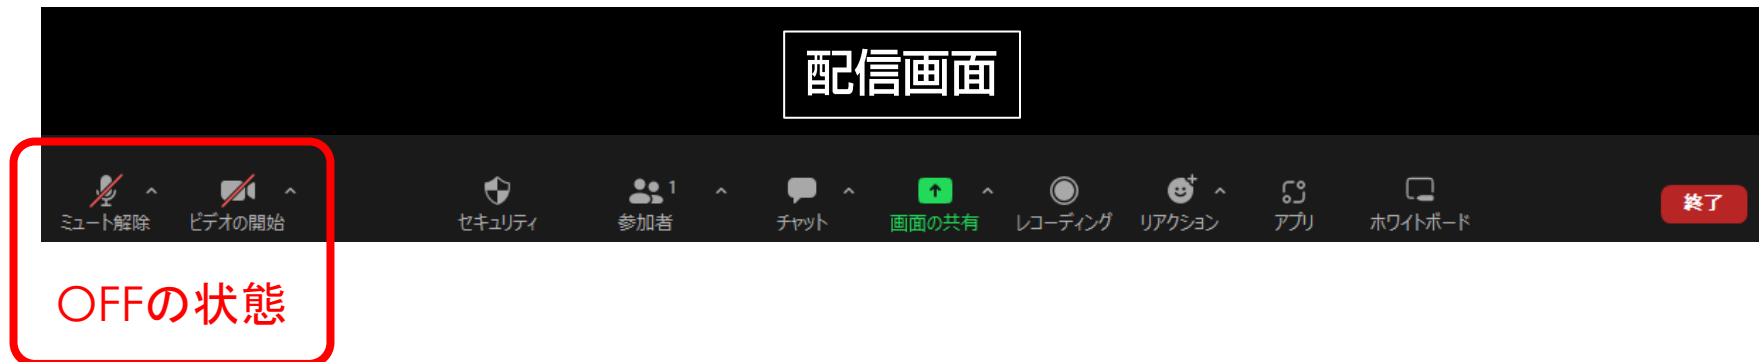 配信画面
1
ミュート解除 ビデオの開始 セキュリティ 参加者 チャット 画面の共有 レコーディング リアクション アプリ ホワイトボード 終了
〇FFの状態